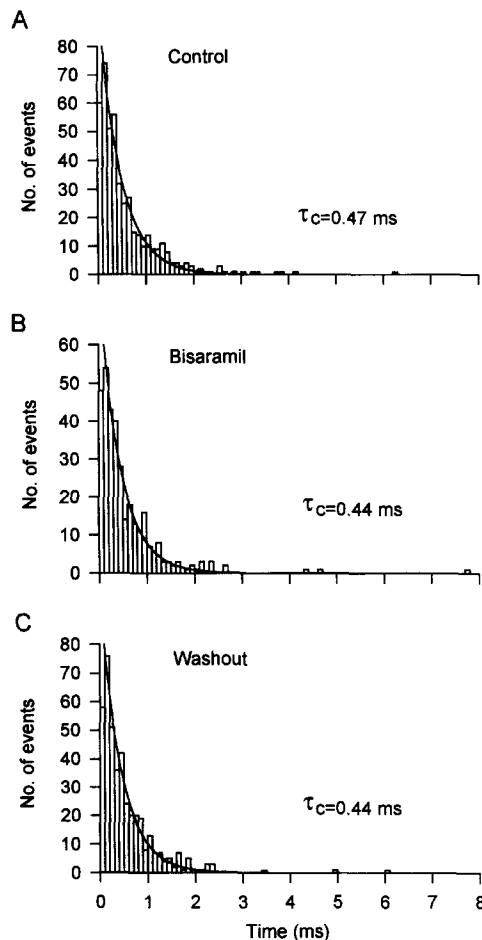 A
Control
No. of events
80
70
60
50
40
30
20
10
0
τc=0.47 ms
B
Bisaramil
No. of events
60
50
40
30
20
10
0
τc=0.44 ms
C
Washout
No. of events
80
70
60
50
40
30
20
10
0
τc=0.44 ms
0 1 2 3 4 5 6 7 8
Time (ms)